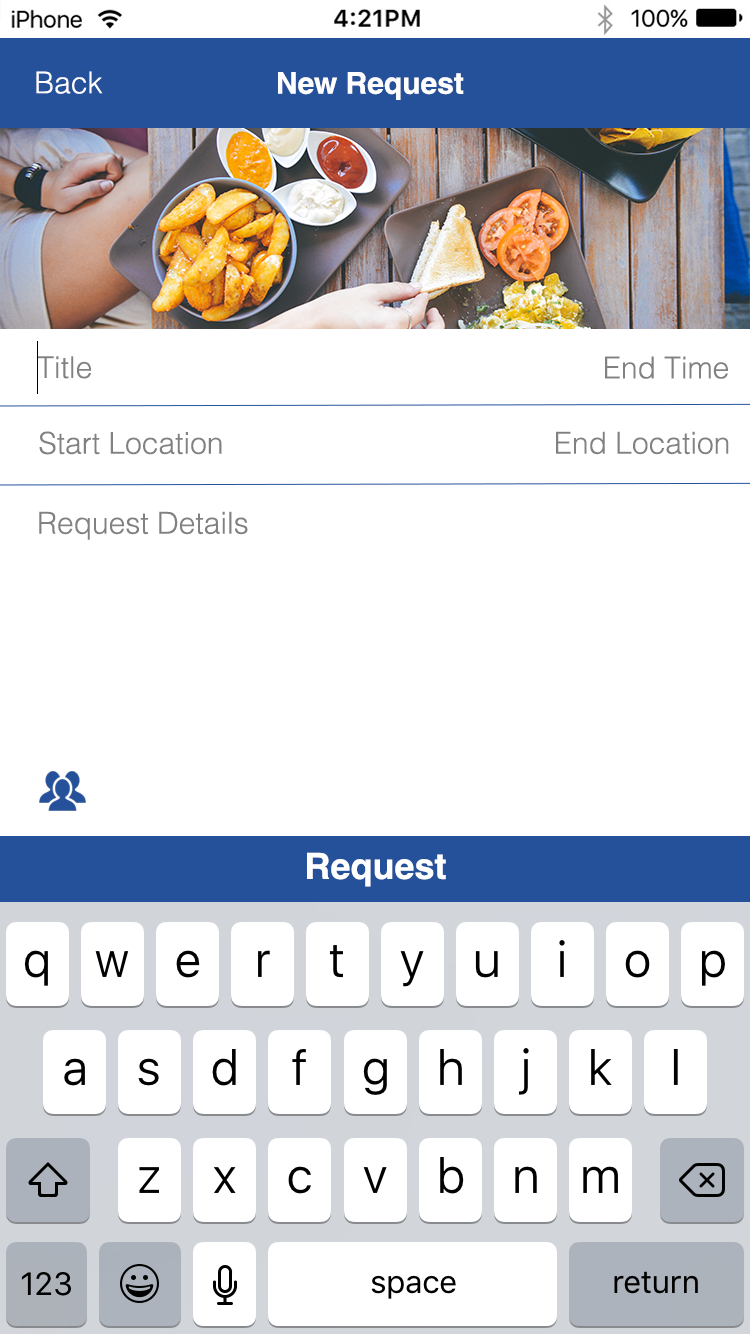 iPhone 4:21PM 100%
Back New Request
Title End Time
Start Location End Location
Request Details
Request
q w e r t y u i o p
a s d f g h j k l
z x c v b n m
123 space return